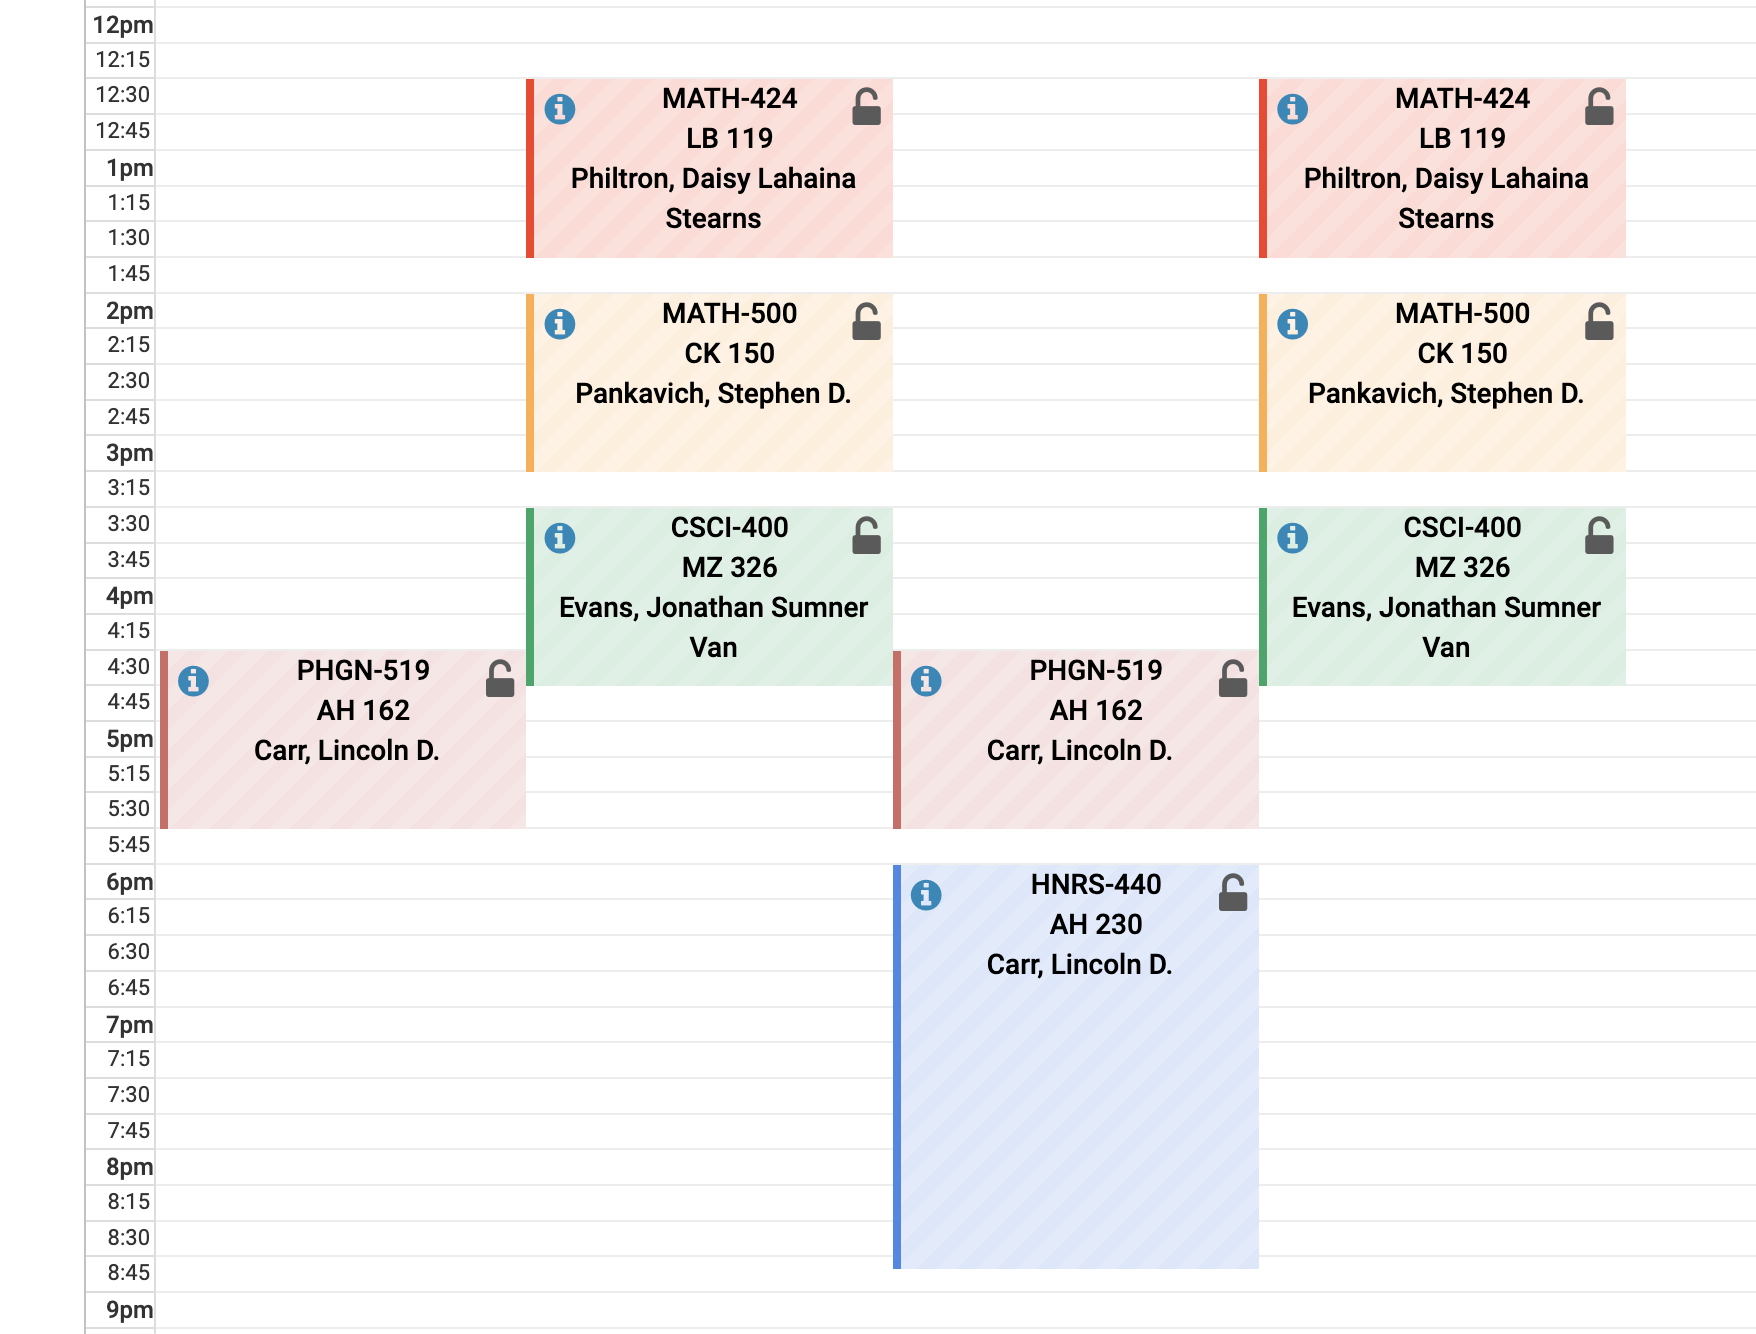 12pm
12:15
12:30
12:45
1pm
1:15
1:30
1:45
2pm
2:15
2:30
2:45
3pm
3:15
3:30
3:45
4pm
4:15
4:30
4:45
5pm
5:15
5:30
5:45
6pm
6:15
6:30
6:45
7pm
7:15
7:30
7:45
8pm
8:15
8:30
8:45
9pm
PHGN-519
AH 162
Carr, Lincoln D.
MATH-424
LB 119
Philtron, Daisy Lahaina
Stearns
MATH-500
CK 150
Pankavich, Stephen D.
CSCI-400
MZ 326
Evans, Jonathan Sumner
Van
PHGN-519
AH 162
Carr, Lincoln D.
HNRS-440
AH 230
Carr, Lincoln D.
MATH-424
LB 119
Philtron, Daisy Lahaina
Stearns
MATH-500
CK 150
Pankavich, Stephen D.
CSCI-400
MZ 326
Evans, Jonathan Sumner
Van